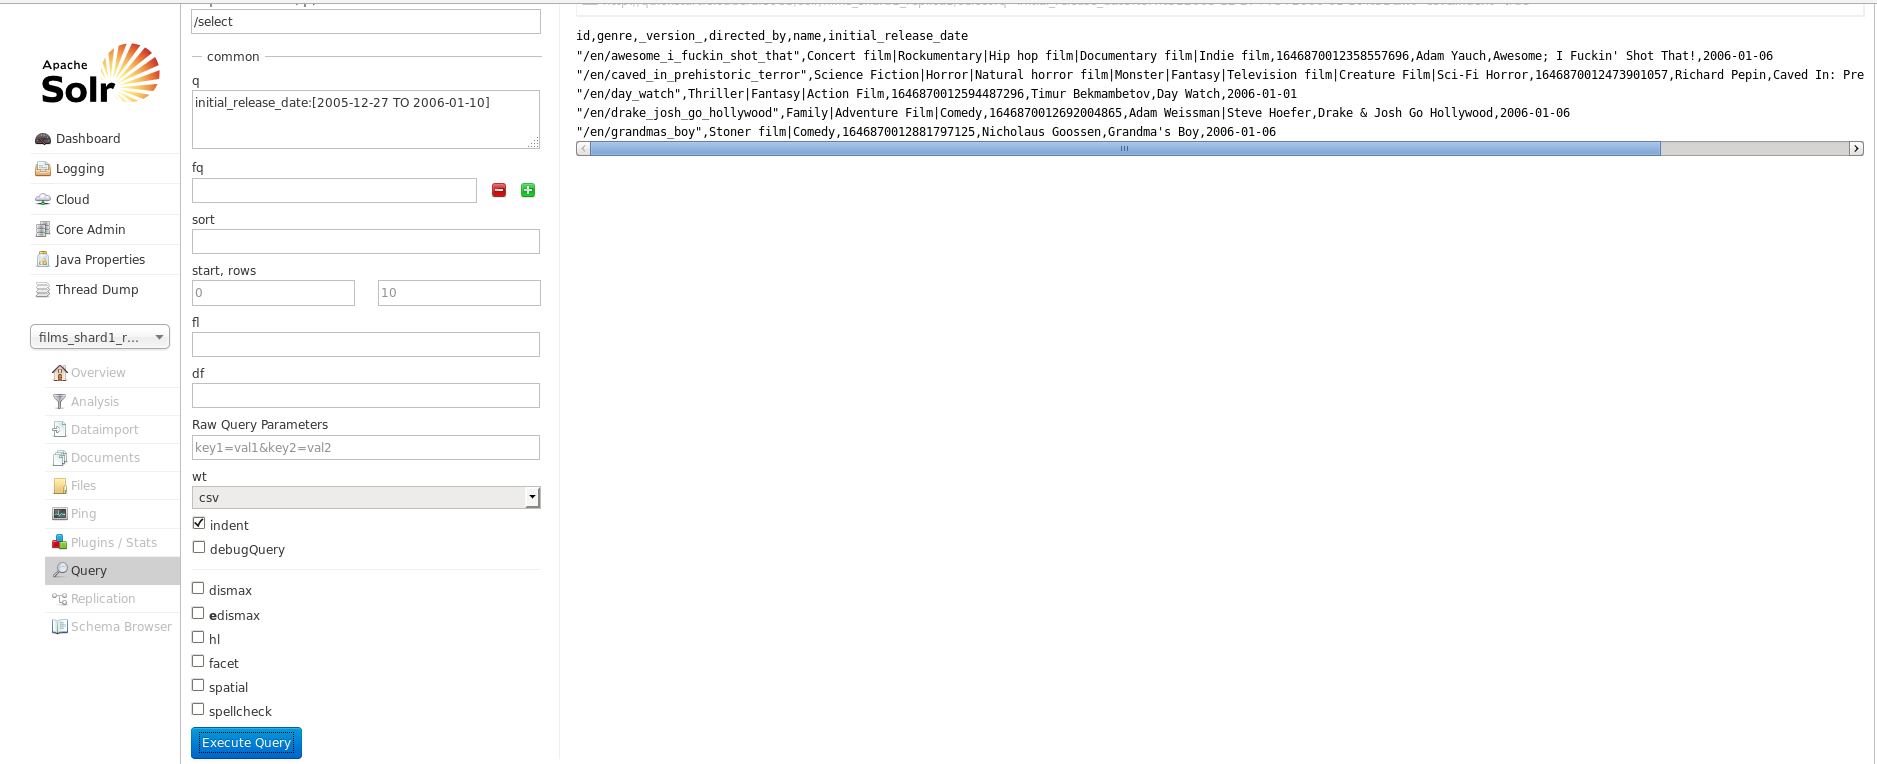 /select
common
q
initial_release_date:[2005-12-27 TO 2006-01-10]
fq
sort
start, rows
0
10
fl
df
Raw Query Parameters
key1=val1&key2=val2
wt
csv
indent
debugQuery
dismax
edismax
hl
facet
spatial
spellcheck
Execute Query
Apache
Solr
Dashboard
Logging
Cloud
Core Admin
Java Properties
Thread Dump
films_shard1_r...
Overview
Analysis
Dataimport
Documents
Files
Ping
Plugins / Stats
Query
Replication
Schema Browser
id,genre,_version_,directed_by,name,initial_release_date
"/en/awesome_i_fuckin_shot_that",Concert film|Rockumentary|Hip hop film|Documentary film|Indie film,1646870012358557696,Adam Yauch,Awesome; I Fuckin' Shot That!,2006-01-06
"/en/caved_in_prehistoric_terror",Science Fiction|Horror|Natural horror film|Monster|Fantasy|Television film|Creature Film|Sci-Fi Horror,1646870012473901057,Richard Pepin,Caved In: Pre
"/en/day_watch",Thriller|Fantasy|Action Film,1646870012594487296,Timur Bekmambetov,Day Watch,2006-01-01
"/en/drake_josh_go_hollywood",Family|Adventure Film|Comedy,1646870012692004865,Adam Weissman|Steve Hoefer,Drake & Josh Go Hollywood,2006-01-06
"/en/grandmas_boy",Stoner film|Comedy,1646870012881797125,Nicholaus Goossen,Grandma's Boy,2006-01-06